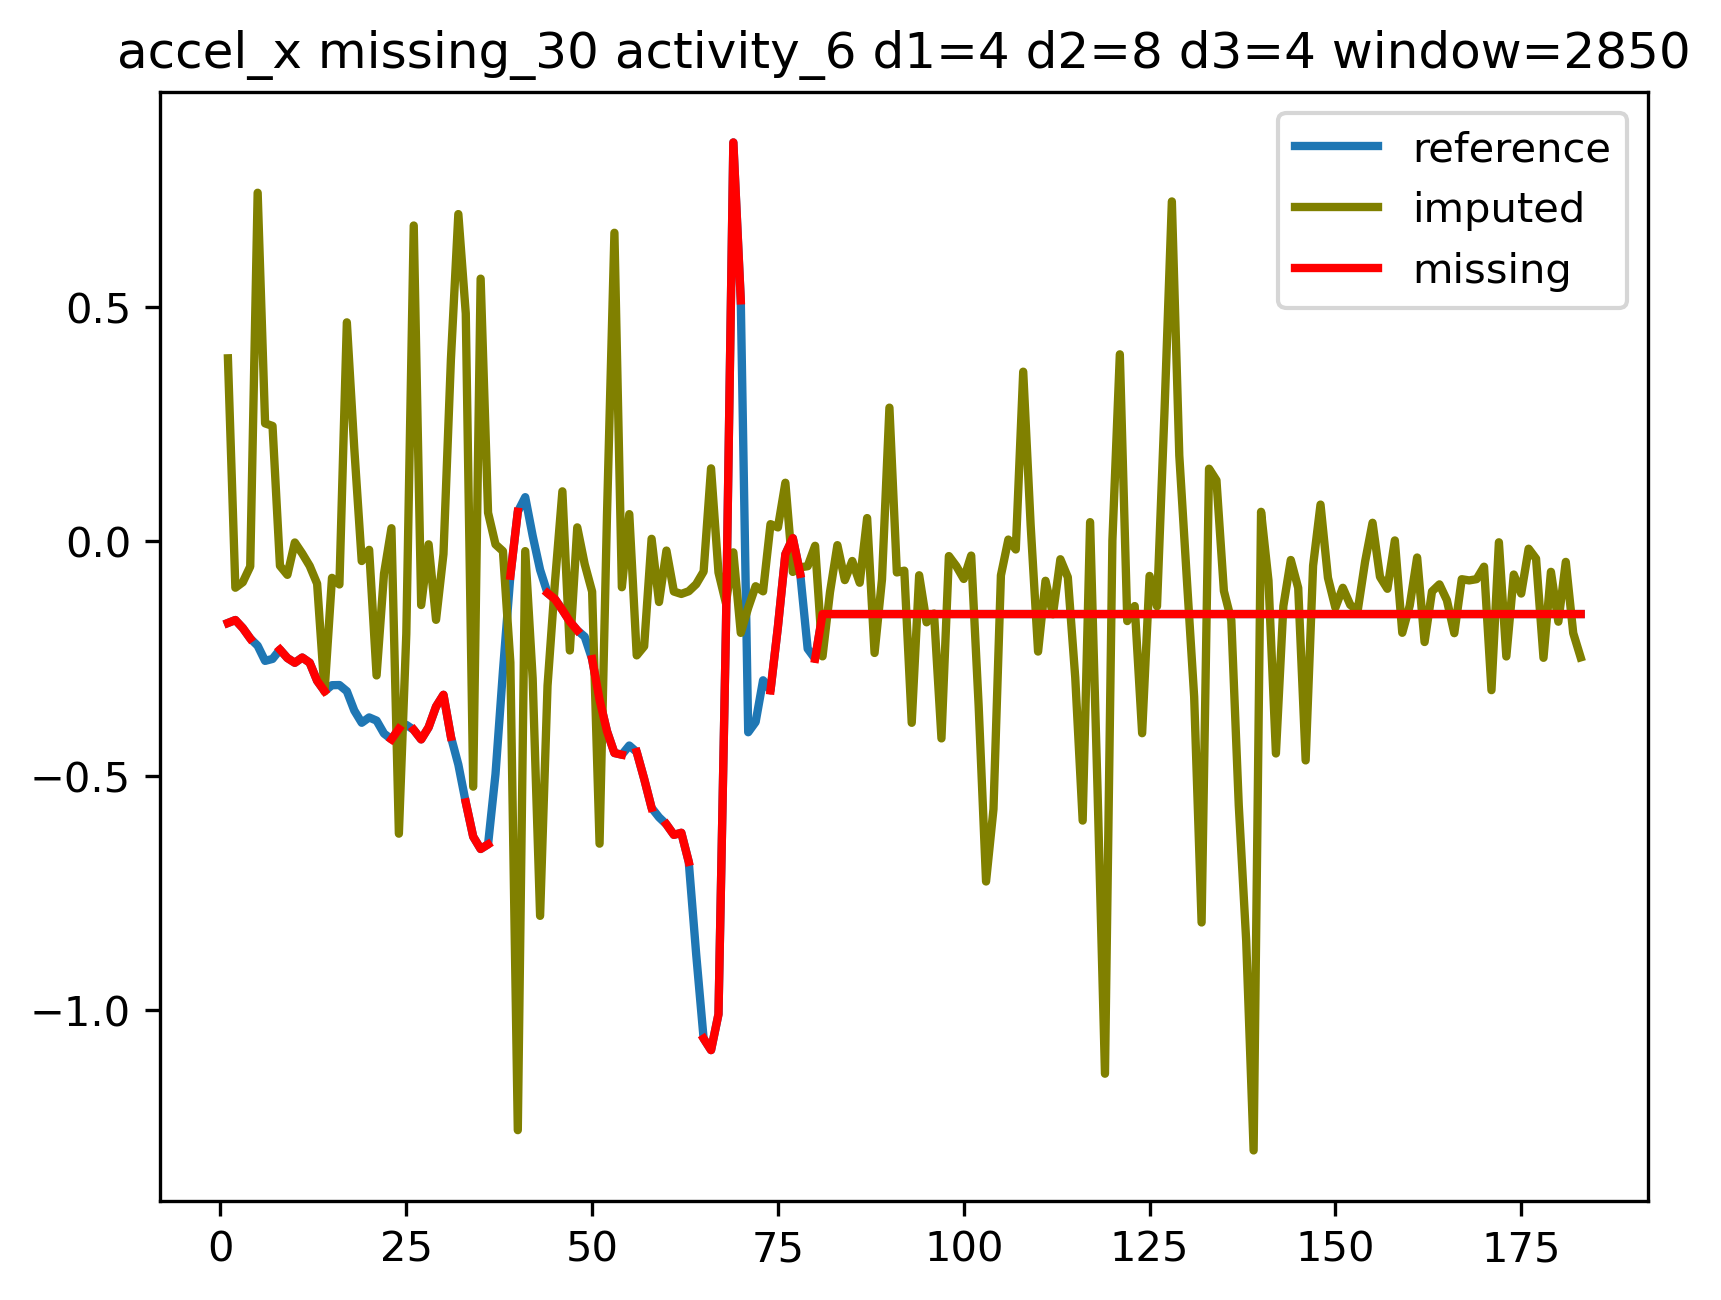 accel_x missing_30 activity_6 d1=4 d2=8 d3=4 window=2850
reference
imputed
missing
0.5
0.0
−0.5
−1.0
0 25 50 75 100 125 150 175